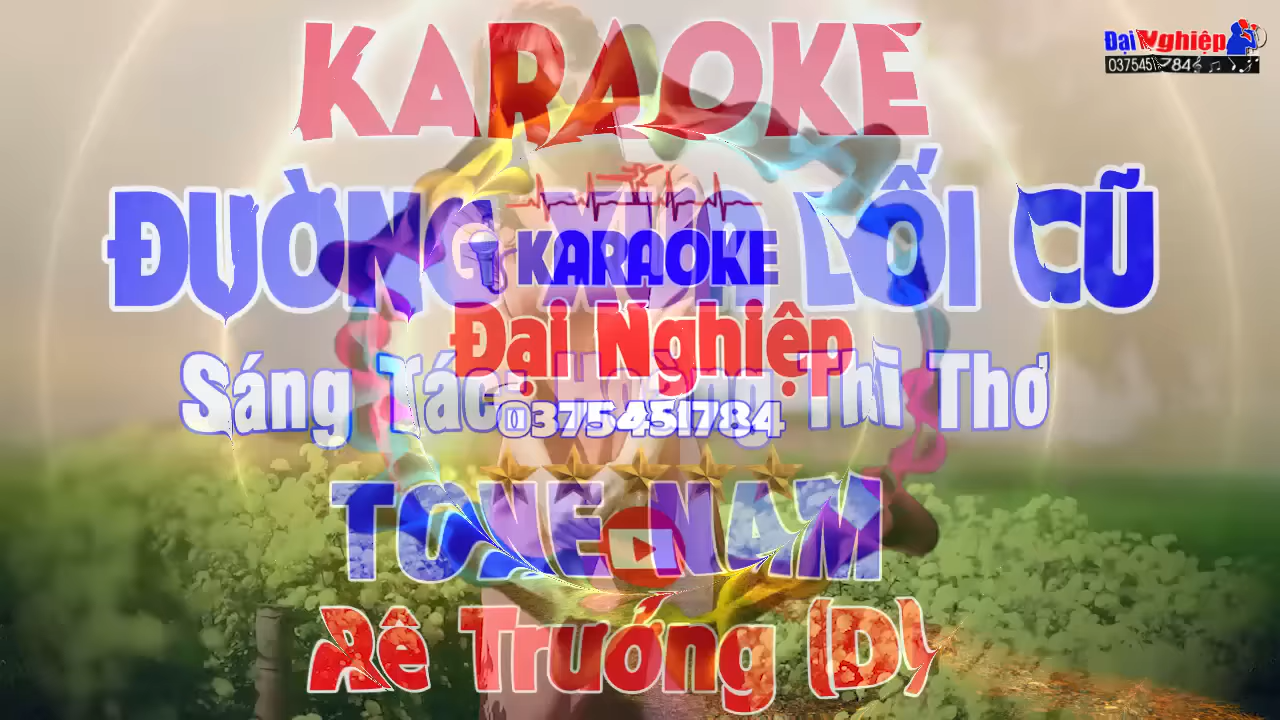 Đại Nghiệp
0375451784
KARAOKE
ĐƯỜNG XƯA LỐI CŨ
KARAOKE
Đại Nghiệp
Sáng Tác: Hoàng Thi Thơ
0375451784
TONE NAM
Rê Trưởng (D)